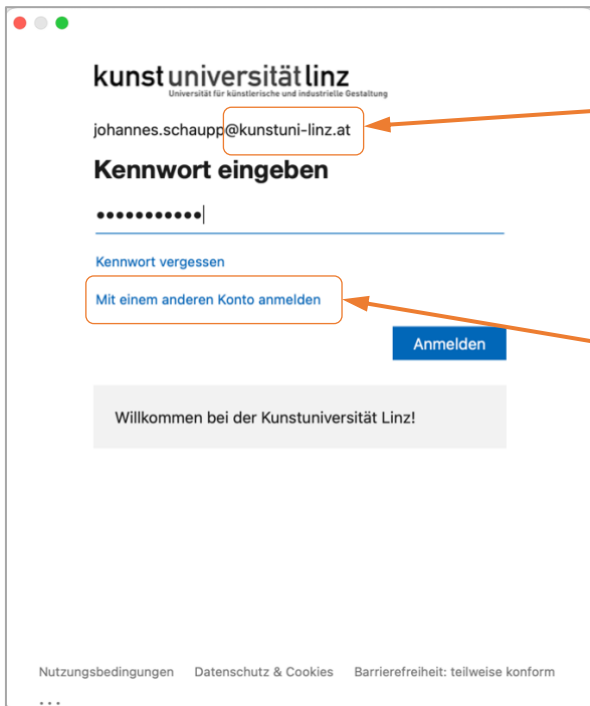 kunst universität linz
Universität für künstlerische und industrielle Gestaltung
johannes.schaupp@kunstuni-linz.at
Kennwort eingeben
•••••••••••
Kennwort vergessen
Mit einem anderen Konto anmelden
Anmelden
Willkommen bei der Kunstuniversität Linz!
Nutzungsbedingungen Datenschutz & Cookies Barrierefreiheit: teilweise konform
...